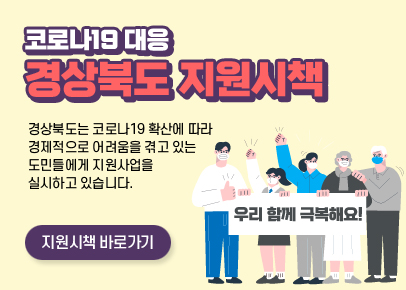 코로나19 대응
경상북도 지원시책
경상북도는 코로나19 확산에 따라
경제적으로 어려움을 겪고 있는
도민들에게 지원사업을
실시하고 있습니다.
우리 함께 극복해요!
지원시책 바로가기